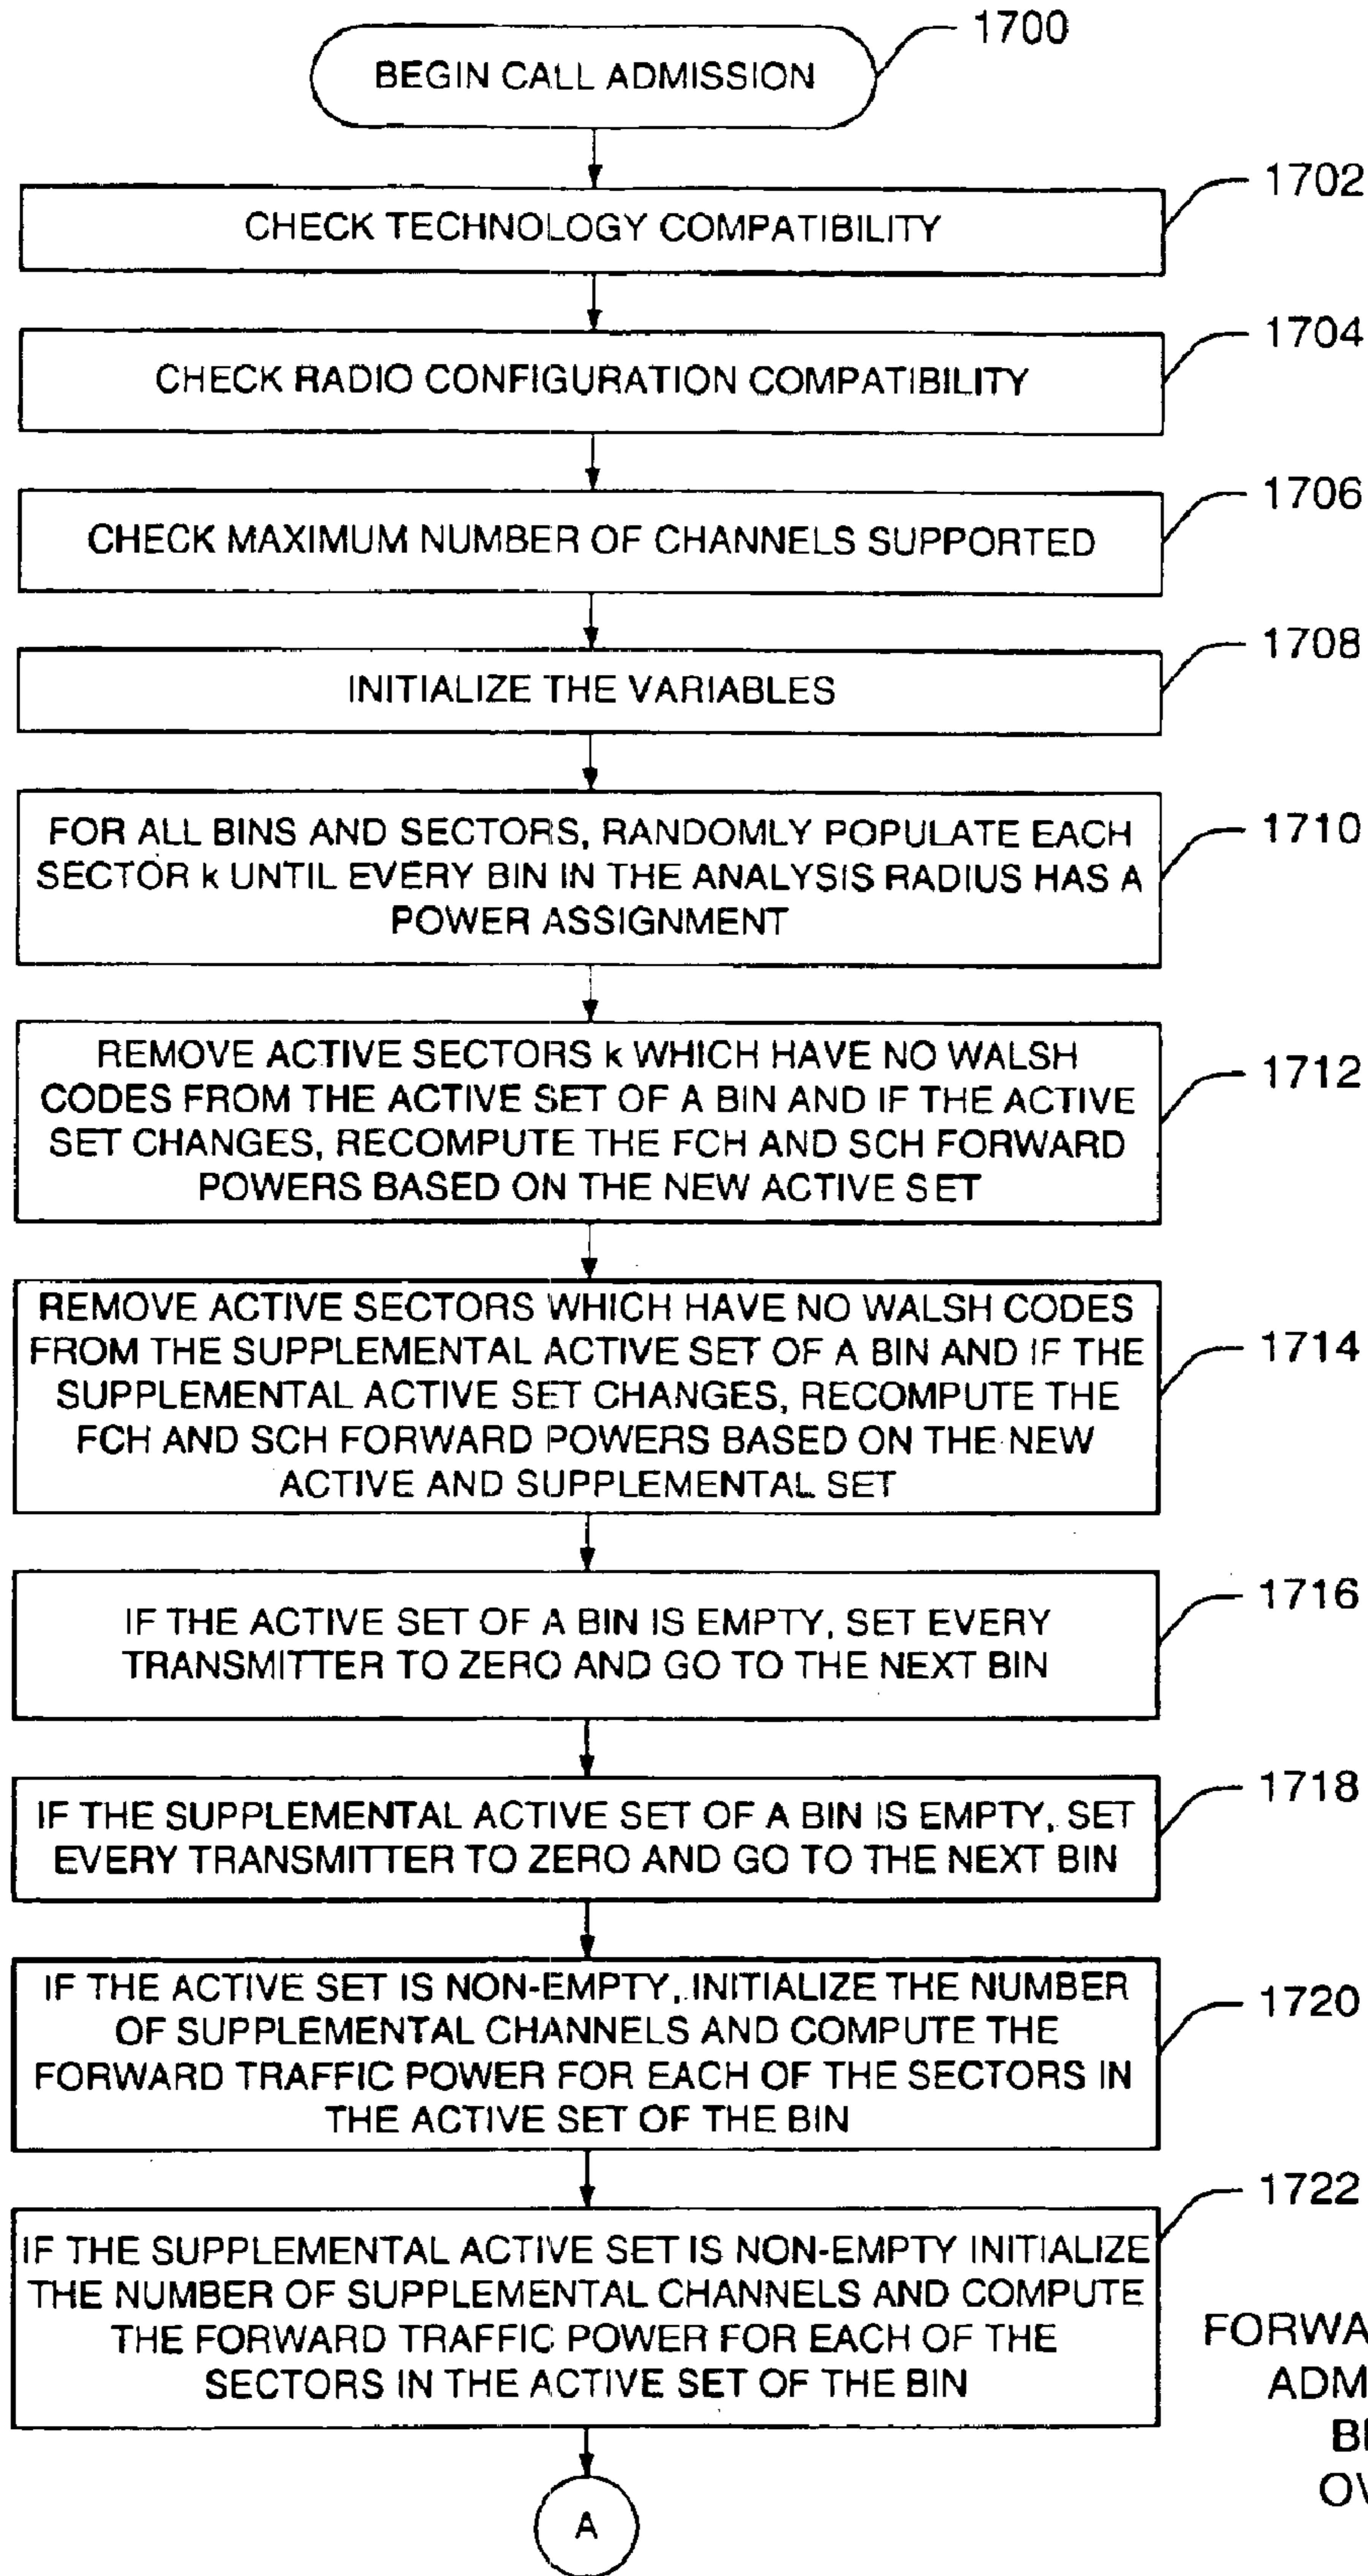 1700
BEGIN CALL ADMISSION
1702
CHECK TECHNOLOGY COMPATIBILITY
1704
CHECK RADIO CONFIGURATION COMPATIBILITY
1706
CHECK MAXIMUM NUMBER OF CHANNELS SUPPORTED
1708
INITIALIZE THE VARIABLES
1710
FOR ALL BINS AND SECTORS, RANDOMLY POPULATE EACH
SECTOR k UNTIL EVERY BIN IN THE ANALYSIS RADIUS HAS A
POWER ASSIGNMENT
1712
REMOVE ACTIVE SECTORS k WHICH HAVE NO WALSH
CODES FROM THE ACTIVE SET OF A BIN AND IF THE ACTIVE
SET CHANGES, RECOMPUTE THE FCH AND SCH FORWARD
POWERS BASED ON THE NEW ACTIVE SET
1714
REMOVE ACTIVE SECTORS WHICH HAVE NO WALSH CODES
FROM THE SUPPLEMENTAL ACTIVE SET OF A BIN AND IF THE
SUPPLEMENTAL ACTIVE SET CHANGES, RECOMPUTE THE
FCH AND SCH FORWARD POWERS BASED ON THE NEW
ACTIVE AND SUPPLEMENTAL SET
1716
IF THE ACTIVE SET OF A BIN IS EMPTY, SET EVERY
TRANSMITTER TO ZERO AND GO TO THE NEXT BIN
1718
IF THE SUPPLEMENTAL ACTIVE SET OF A BIN IS EMPTY, SET
EVERY TRANSMITTER TO ZERO AND GO TO THE NEXT BIN
1720
IF THE ACTIVE SET IS NON-EMPTY, INITIALIZE THE NUMBER
OF SUPPLEMENTAL CHANNELS AND COMPUTE THE
FORWARD TRAFFIC POWER FOR EACH OF THE SECTORS IN
THE ACTIVE SET OF THE BIN
1722
IF THE SUPPLEMENTAL ACTIVE SET IS NON-EMPTY INITIALIZE
THE NUMBER OF SUPPLEMENTAL CHANNELS AND COMPUTE
THE FORWARD TRAFFIC POWER FOR EACH OF THE
SECTORS IN THE ACTIVE SET OF THE BIN
A